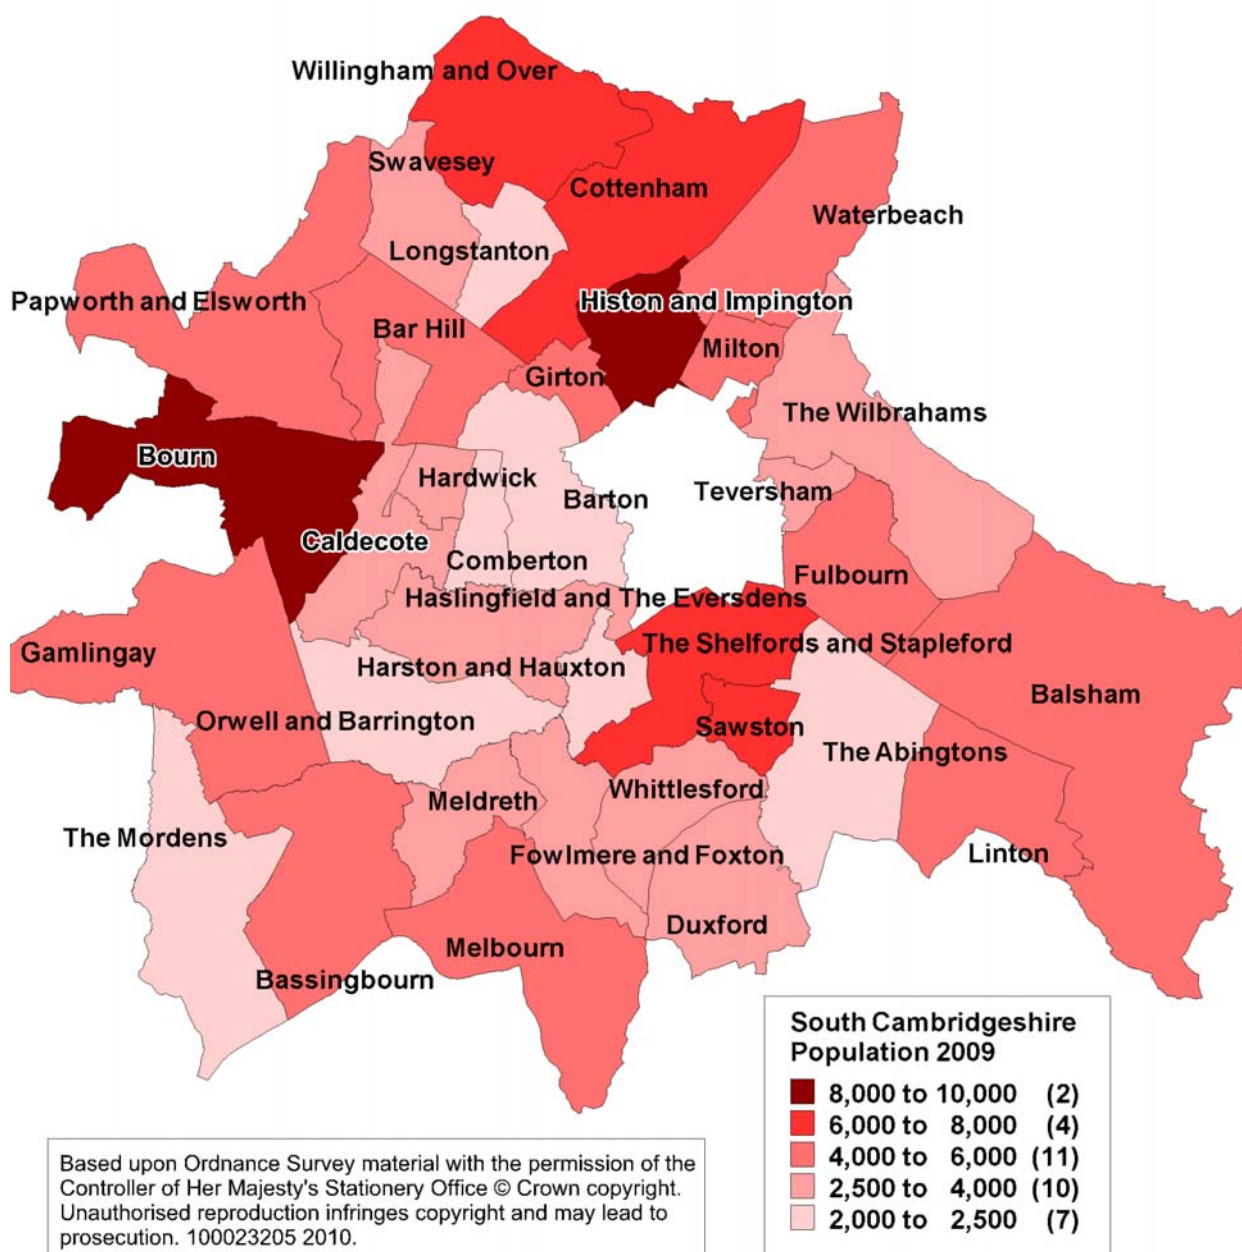 Willingham and Over
Swavesey
Cottenham
Waterbeach
Longstanton
Papworth and Elsworth
Histon and Impington
Bar Hill
Milton
Girton
The Wilbrahams
Bourn
Hardwick
Barton
Teversham
Caldecote
Comberton
Fulbourn
Haslingfield and The Eversdens
Gamlingay
The Shelfords and Stapleford
Harston and Hauxton
Balsham
Orwell and Barrington
Sawston
The Abingtons
Whittlesford
Meldreth
The Mordens
Fowlmere and Foxton
Linton
Duxford
Melbourn
Bassingbourn
South Cambridgeshire
Population 2009
8,000 to 10,000 (2)
6,000 to 8,000 (4)
4,000 to 6,000 (11)
2,500 to 4,000 (10)
2,000 to 2,500 (7)
Based upon Ordnance Survey material with the permission of the
Controller of Her Majesty's Stationery Office © Crown copyright.
Unauthorised reproduction infringes copyright and may lead to
prosecution. 100023205 2010.